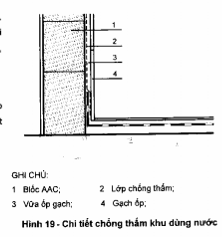 1
2
3
4
GHI CHÚ:
1 Blốc AAC; 2 Lớp chống thấm;
3 Vữa ốp gạch; 4 Gạch ốp;
Hình 19 - Chi tiết chống thấm khu dùng nước